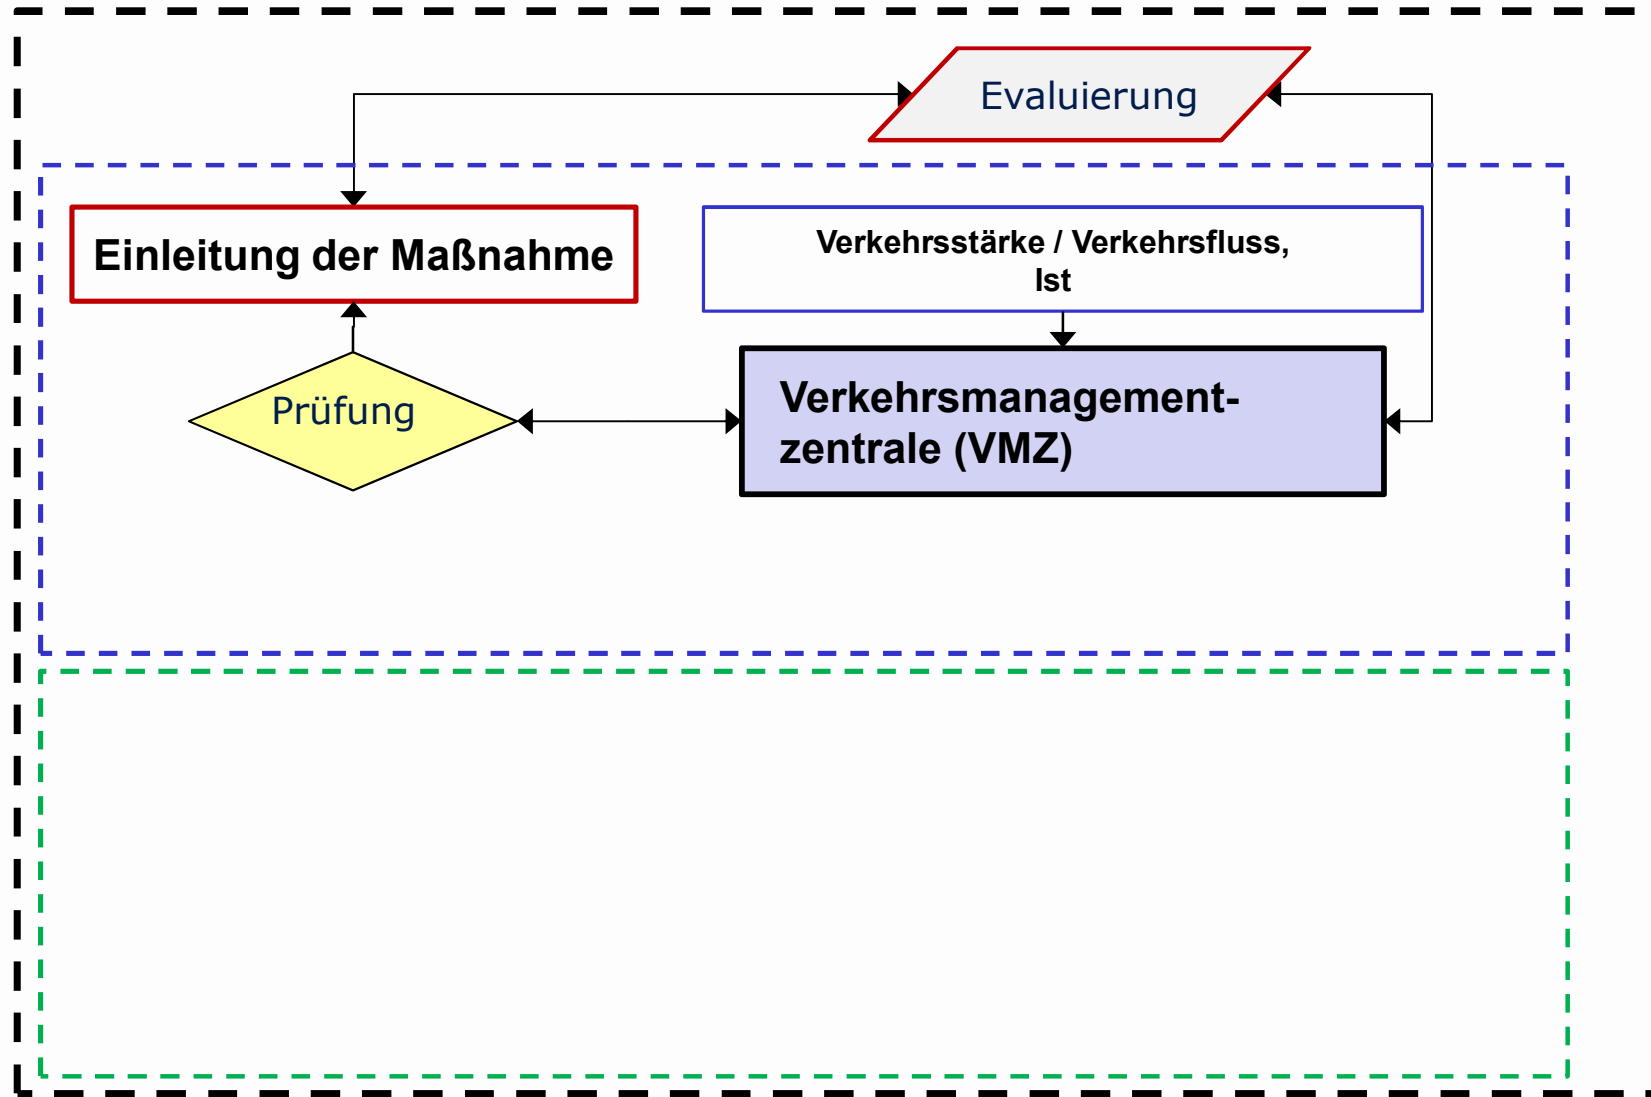 Evaluierung
Einleitung der Maßnahme
Verkehrsstärke / Verkehrsfluss,
Ist
Prüfung
Verkehrsmanagement-
zentrale (VMZ)